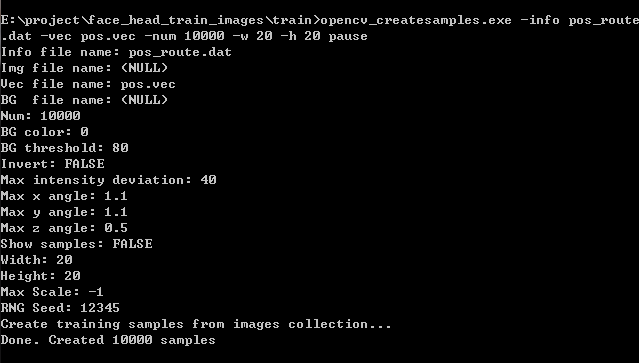 E:\project\face_head_train_images\train>opencv_createsamples.exe -info pos_route
.dat -vec pos.vec -num 10000 -w 20 -h 20 pause
Info file name: pos_route.dat
Img file name: (NULL)
Vec file name: pos.vec
BG  file name: (NULL)
Num: 10000
BG color: 0
BG threshold: 80
Invert: FALSE
Max intensity deviation: 40
Max x angle: 1.1
Max y angle: 1.1
Max z angle: 0.5
Show samples: FALSE
Width: 20
Height: 20
Max Scale: -1
RNG Seed: 12345
Create training samples from images collection...
Done. Created 10000 samples